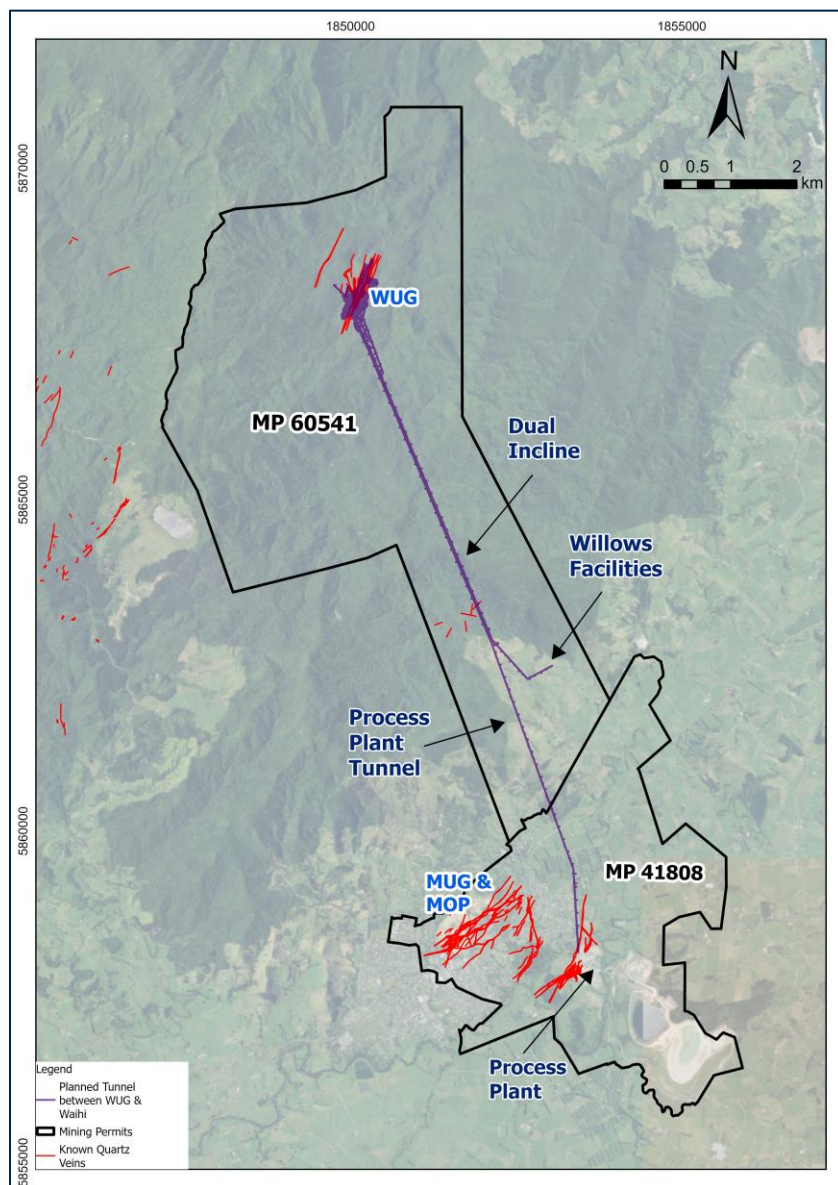 1850000
1855000
N
0 0.5 1 2
km
5870000
WUG
MP 60541
Dual
Incline
5865000
Willows
Facilities
Process
Plant
Tunnel
5860000
MUG &
MOP
MP 41808
Process
Plant
Legend
Planned Tunnel
between WUG &
Waihi
Mining Permits
Known Quartz
Veins
5855000